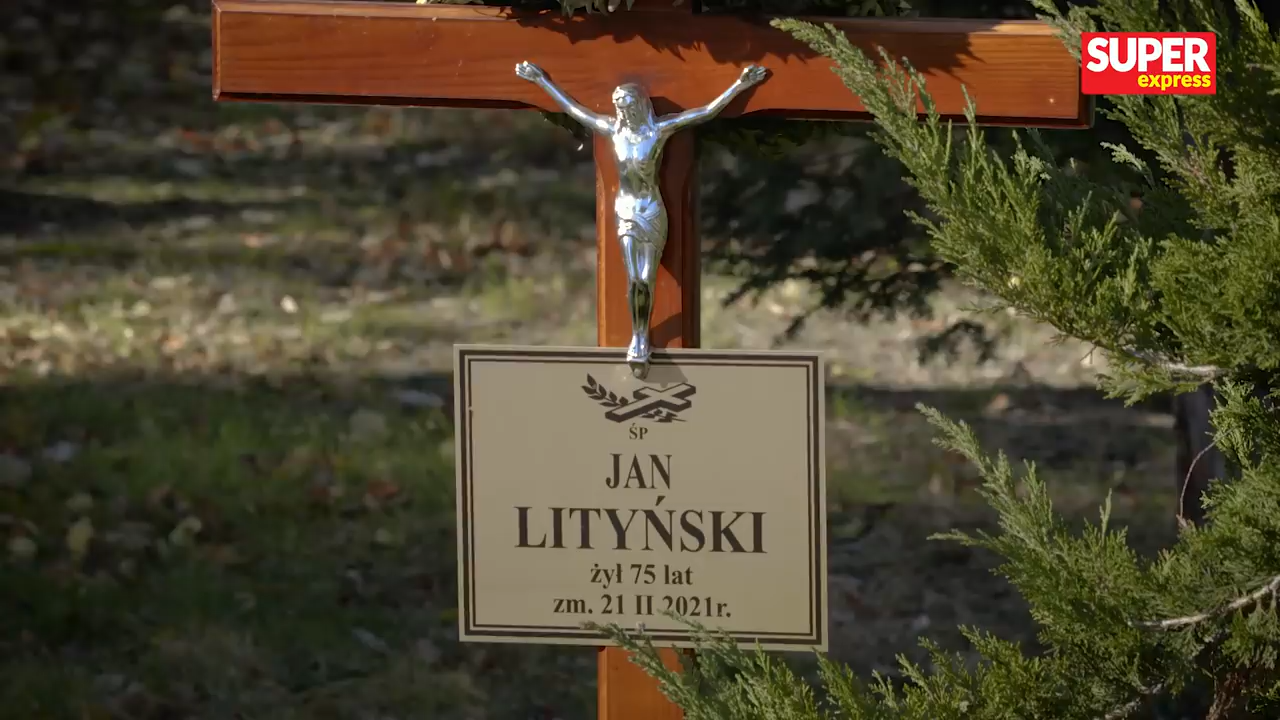 SUPER
express
ŚP
JAN
LITYŃSKI
żył 75 lat
zm. 21 II 2021r.